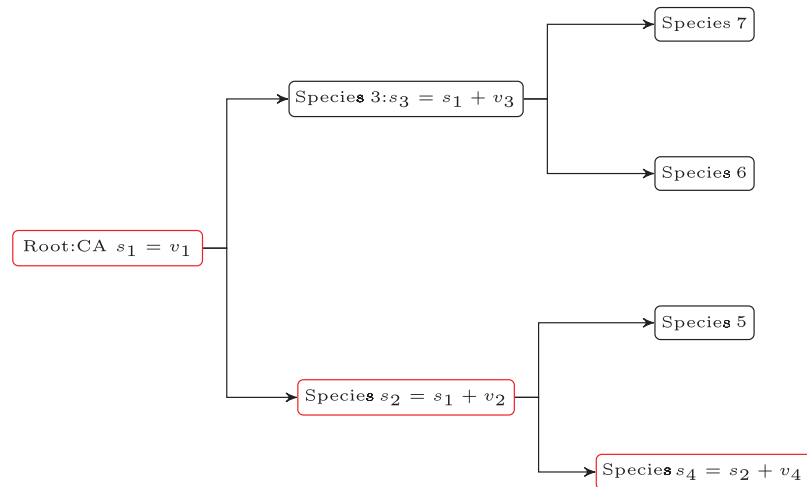 Species 7
Species 3:s₃ = s₁ + v₃
Species 6
Root:CA s₁ = v₁
Species 5
Species s₂ = s₁ + v₂
Species s₄ = s₂ + v₄